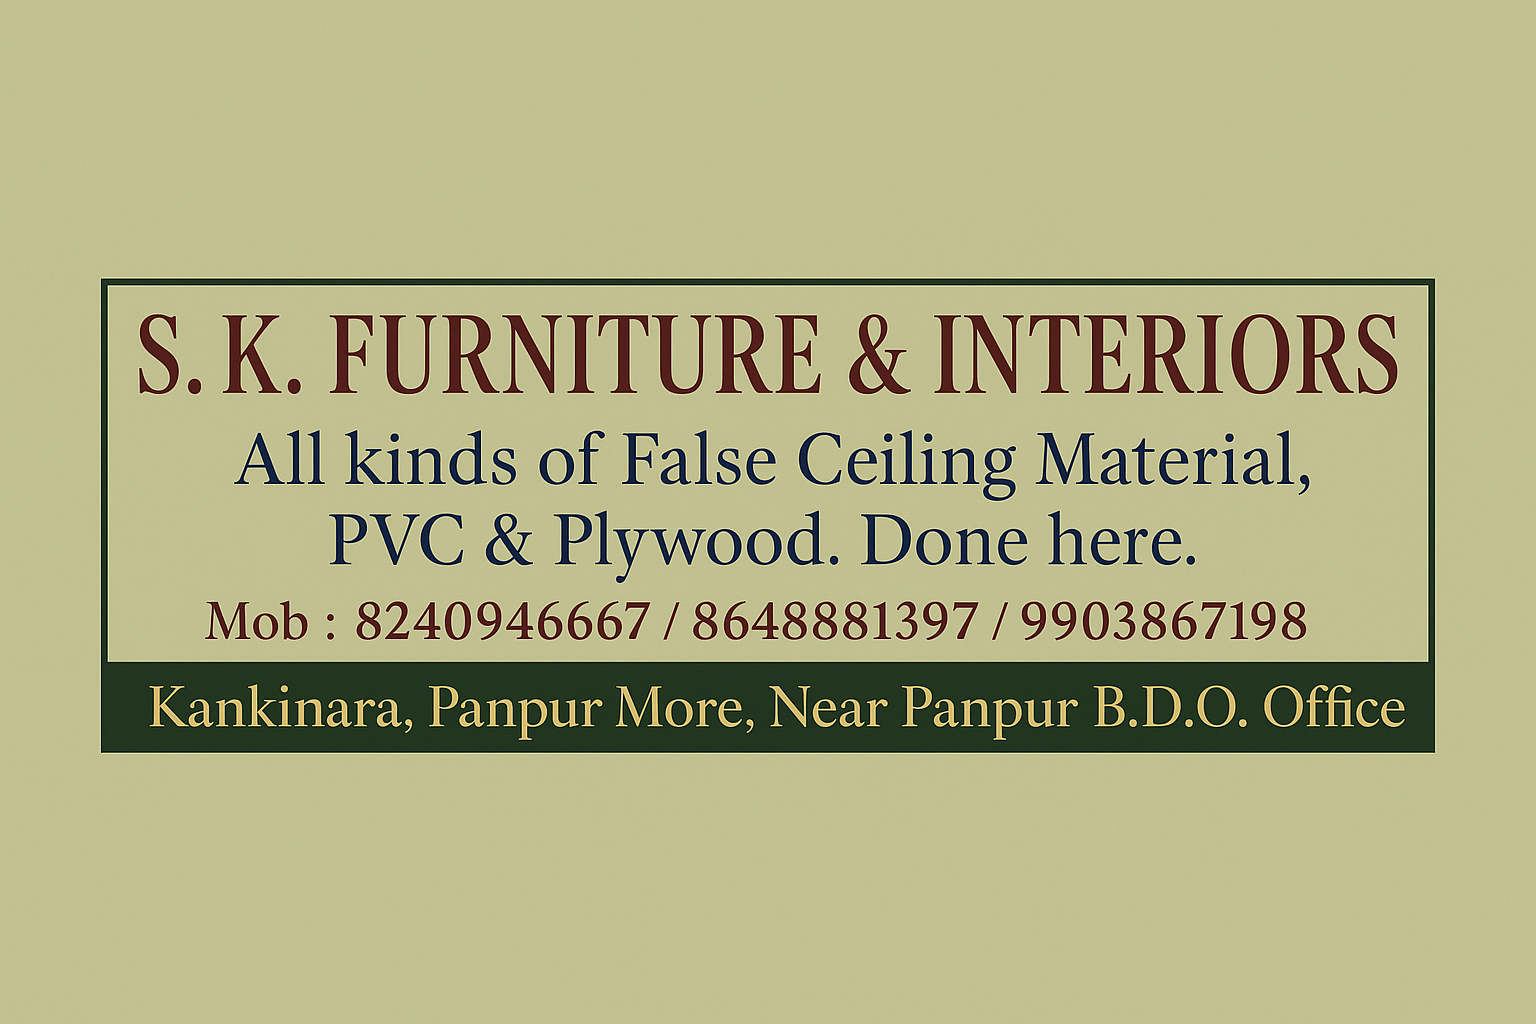 S. K. FURNITURE & INTERIORS
All kinds of False Ceiling Material,
PVC & Plywood. Done here.
Mob : 8240946667 / 8648881397 / 9903867198
Kankinara, Panpur More, Near Panpur B.D.O. Office